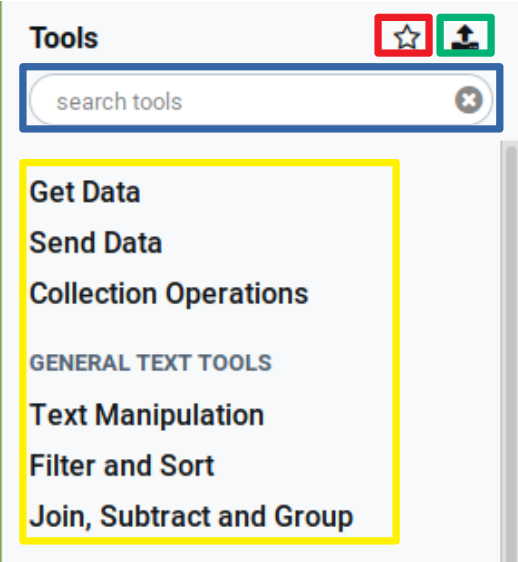 Tools
search tools
Get Data
Send Data
Collection Operations
GENERAL TEXT TOOLS
Text Manipulation
Filter and Sort
Join, Subtract and Group